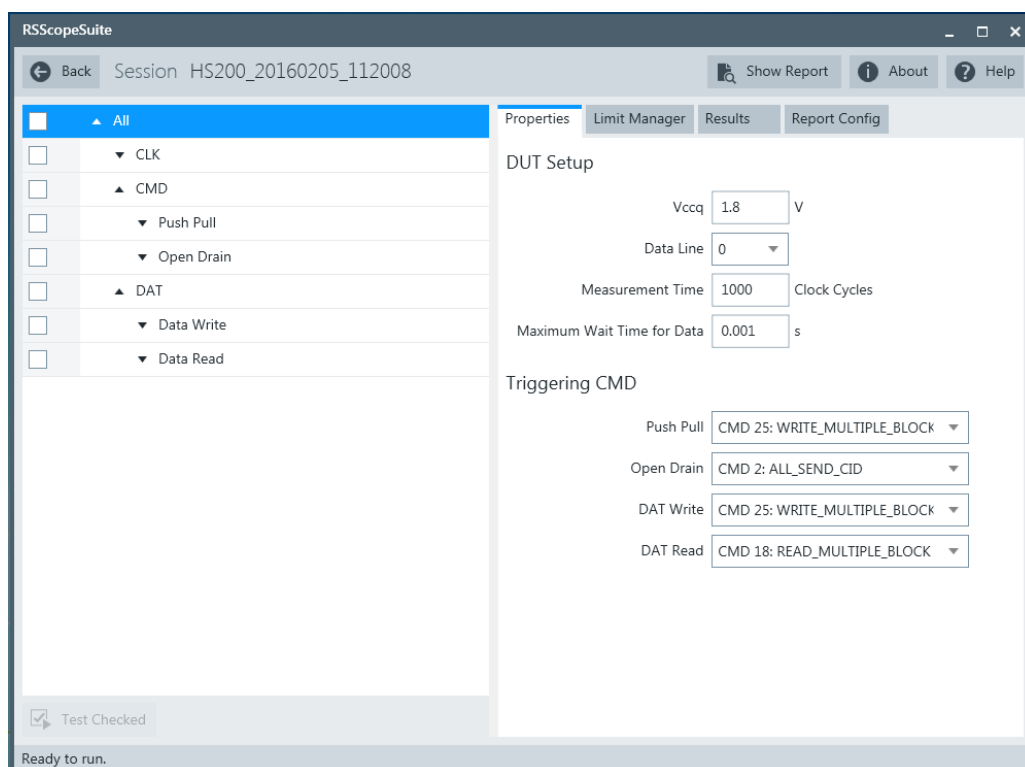 RSScopeSuite
Back Session HS200_20160205_112008 Show Report About Help
All
CLK
CMD
Push Pull
Open Drain
DAT
Data Write
Data Read
Test Checked
Properties Limit Manager Results Report Config
DUT Setup
Vccq 1.8 V
Data Line 0
Measurement Time 1000 Clock Cycles
Maximum Wait Time for Data 0.001 s
Triggering CMD
Push Pull CMD 25: WRITE_MULTIPLE_BLOCK
Open Drain CMD 2: ALL_SEND_CID
DAT Write CMD 25: WRITE_MULTIPLE_BLOCK
DAT Read CMD 18: READ_MULTIPLE_BLOCK
Ready to run.